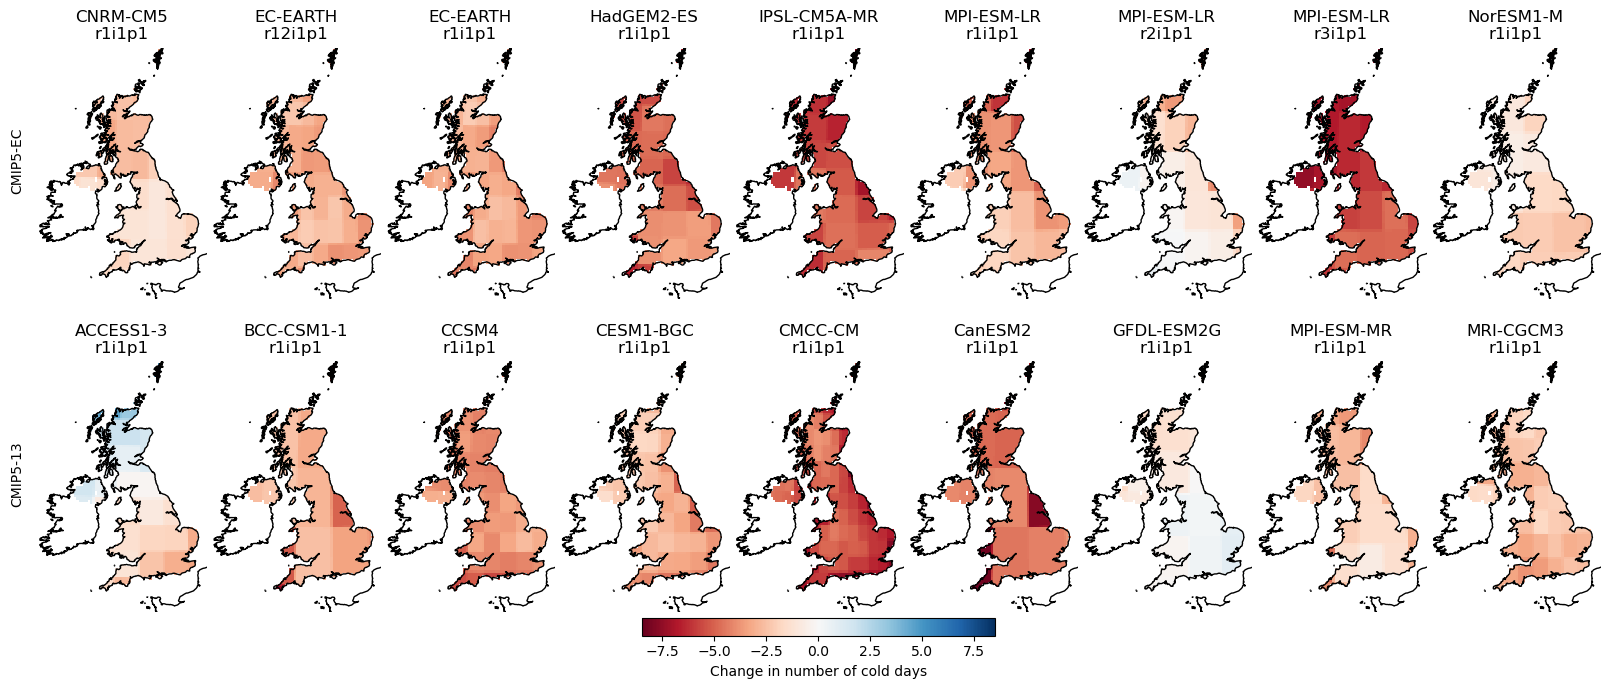 CNRM-CM5 EC-EARTH EC-EARTH HadGEM2-ES IPSL-CM5A-MR MPI-ESM-LR MPI-ESM-LR MPI-ESM-LR NorESM1-M
r1i1p1 r12i1p1 r1i1p1 r1i1p1 r1i1p1 r1i1p1 r2i1p1 r3i1p1 r1i1p1
CMIP5-EC
ACCESS1-3 BCC-CSM1-1 CCSM4 CESM1-BGC CMCC-CM CanESM2 GFDL-ESM2G MPI-ESM-MR MRI-CGCM3
r1i1p1 r1i1p1 r1i1p1 r1i1p1 r1i1p1 r1i1p1 r1i1p1 r1i1p1 r1i1p1
CMIP5-13
−7.5 −5.0 −2.5 0.0 2.5 5.0 7.5
Change in number of cold days